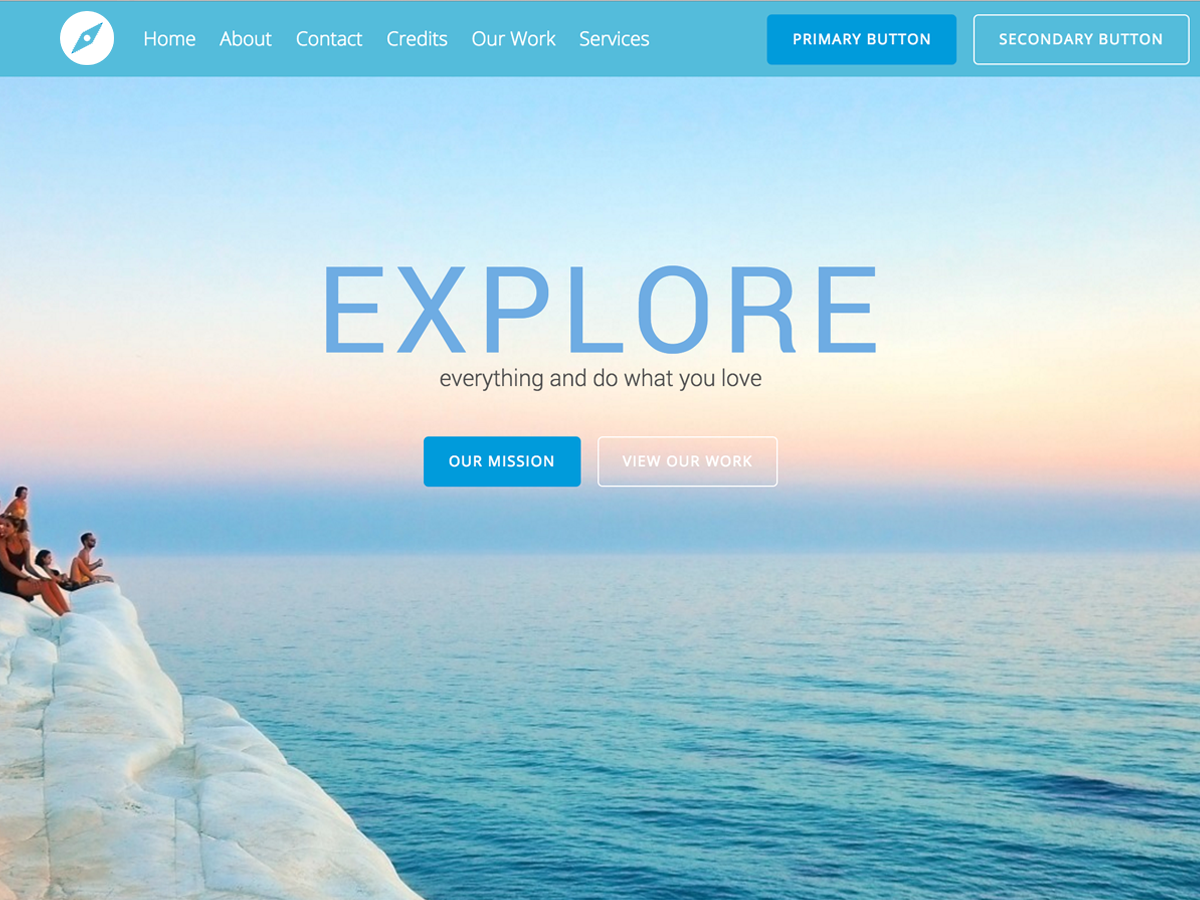 Home About Contact Credits Our Work Services PRIMARY BUTTON SECONDARY BUTTON
EXPLORE
everything and do what you love
OUR MISSION VIEW OUR WORK